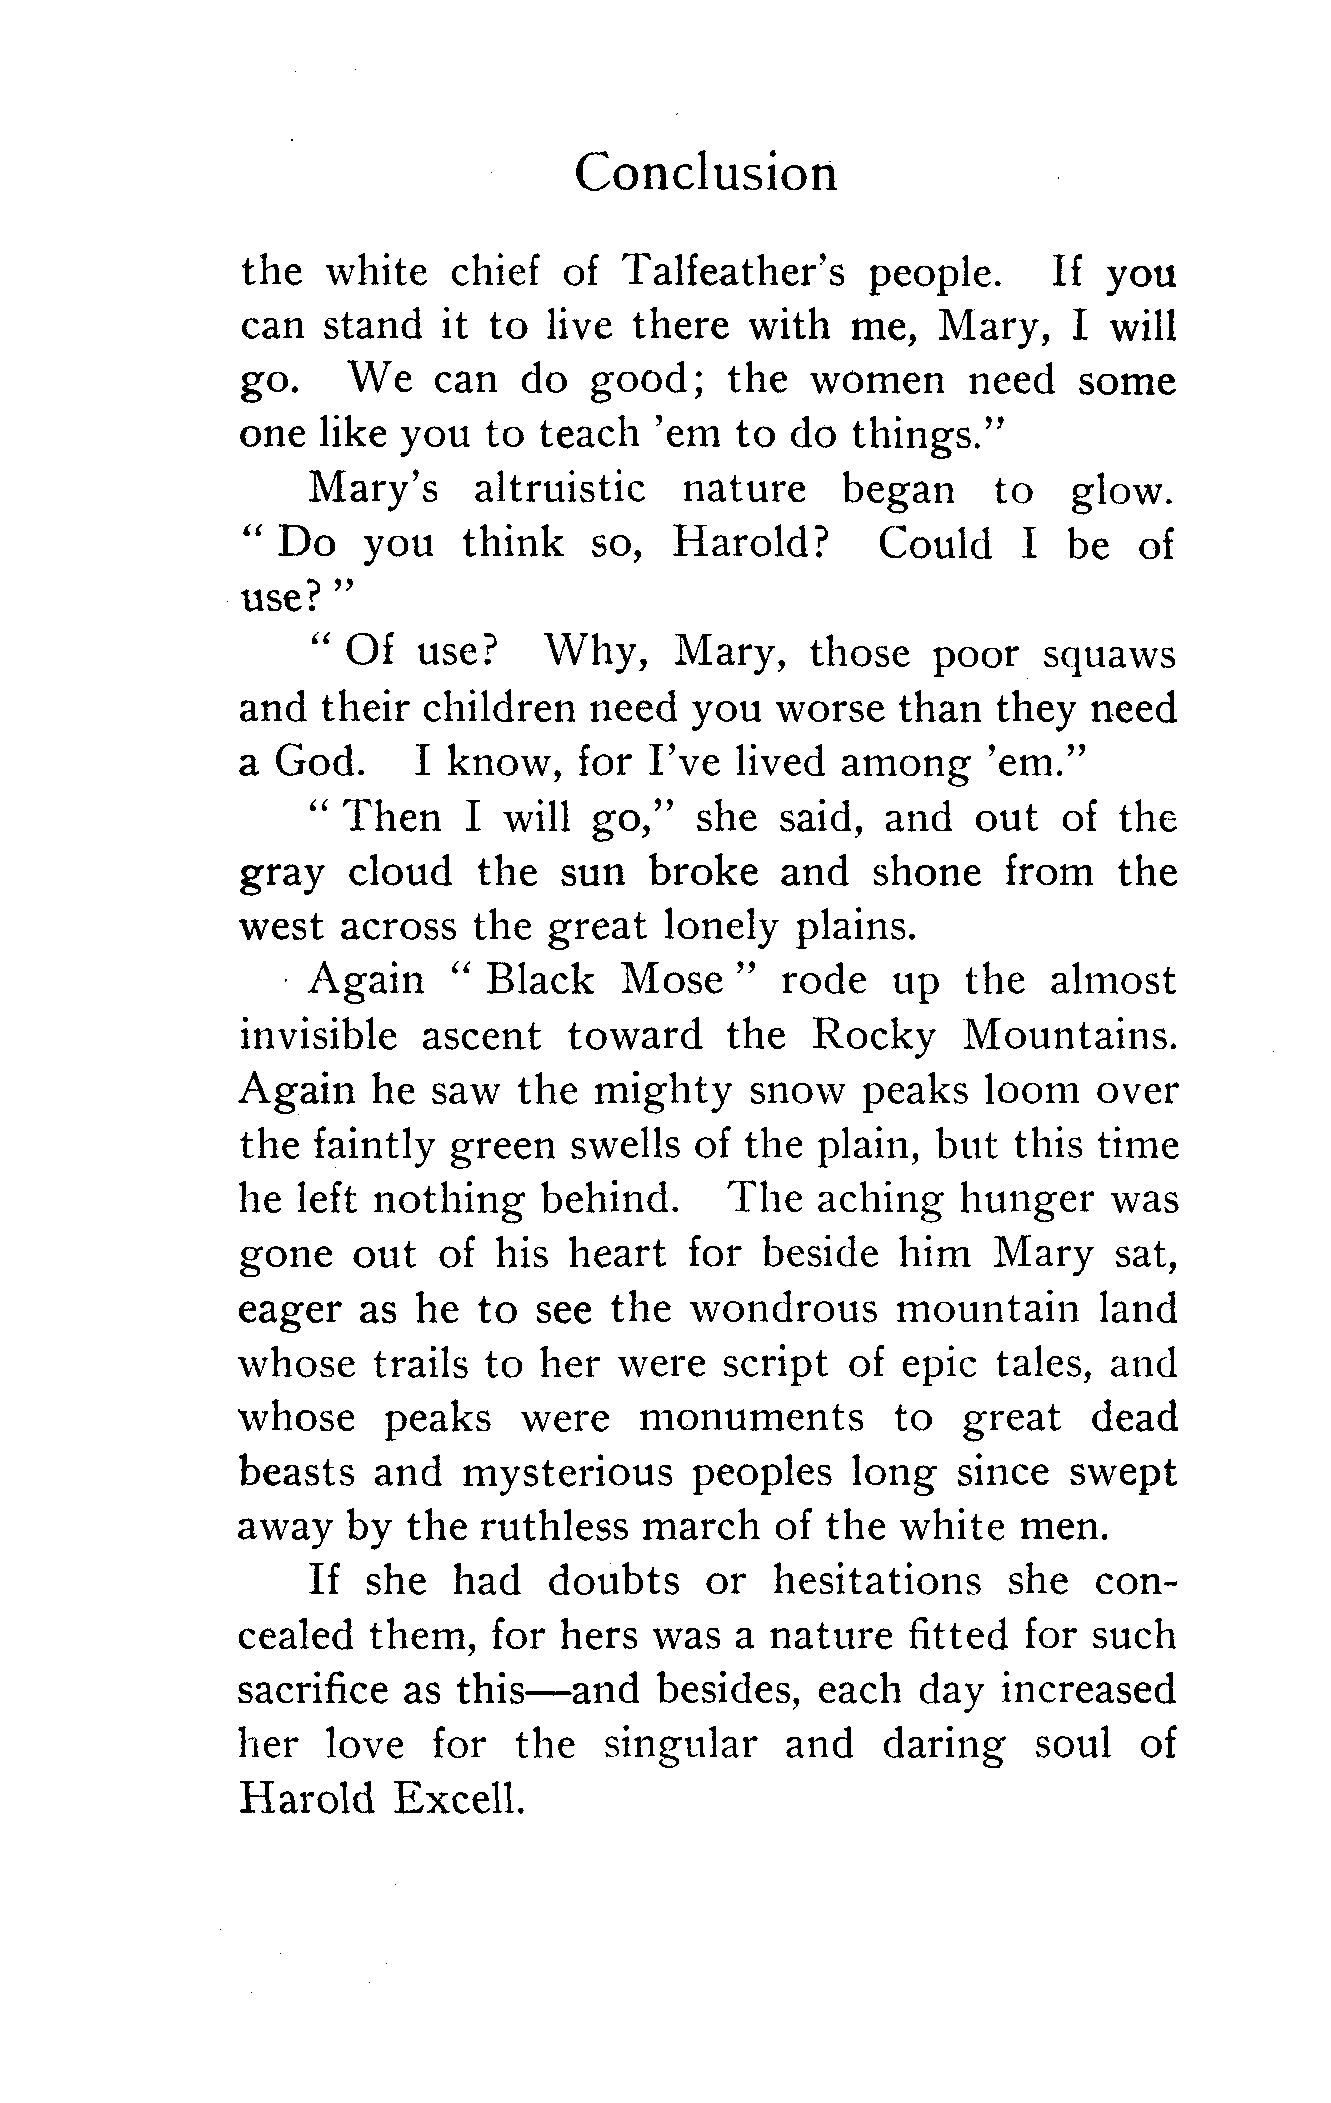 Conclusion
the white chief of Talfeather's people. If you
can stand it to live there with me, Mary, I will
go. We can do good; the women need some
one like you to teach 'em to do things."
Mary's altruistic nature began to glow.
" Do you think so, Harold? Could I be of
use? "
" Of use? Why, Mary, those poor squaws
and their children need you worse than they need
a God. I know, for I've lived among 'em."
" Then I will go," she said, and out of the
gray cloud the sun broke and shone from the
west across the great lonely plains.
Again " Black Mose " rode up the almost
invisible ascent toward the Rocky Mountains.
Again he saw the mighty snow peaks loom over
the faintly green swells of the plain, but this time
he left nothing behind. The aching hunger was
gone out of his heart for beside him Mary sat,
eager as he to see the wondrous mountain land
whose trails to her were script of epic tales, and
whose peaks were monuments to great dead
beasts and mysterious peoples long since swept
away by the ruthless march of the white men.
If she had doubts or hesitations she con-
cealed them, for hers was a nature fitted for such
sacrifice as this—and besides, each day increased
her love for the singular and daring soul of
Harold Excell.